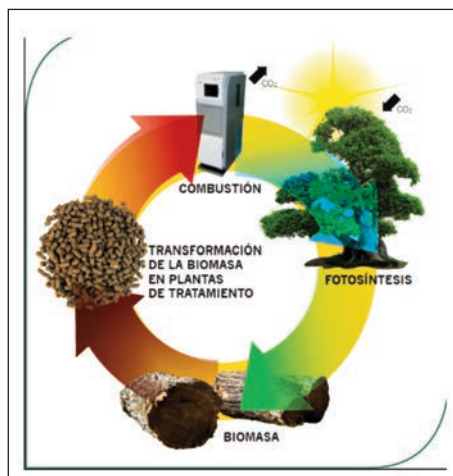 CO₂
CO₂
COMBUSTIÓN
FOTOSÍNTESIS
TRANSFORMACIÓN
DE LA BIOMASA
EN PLANTAS
DE TRATAMIENTO
BIOMASA